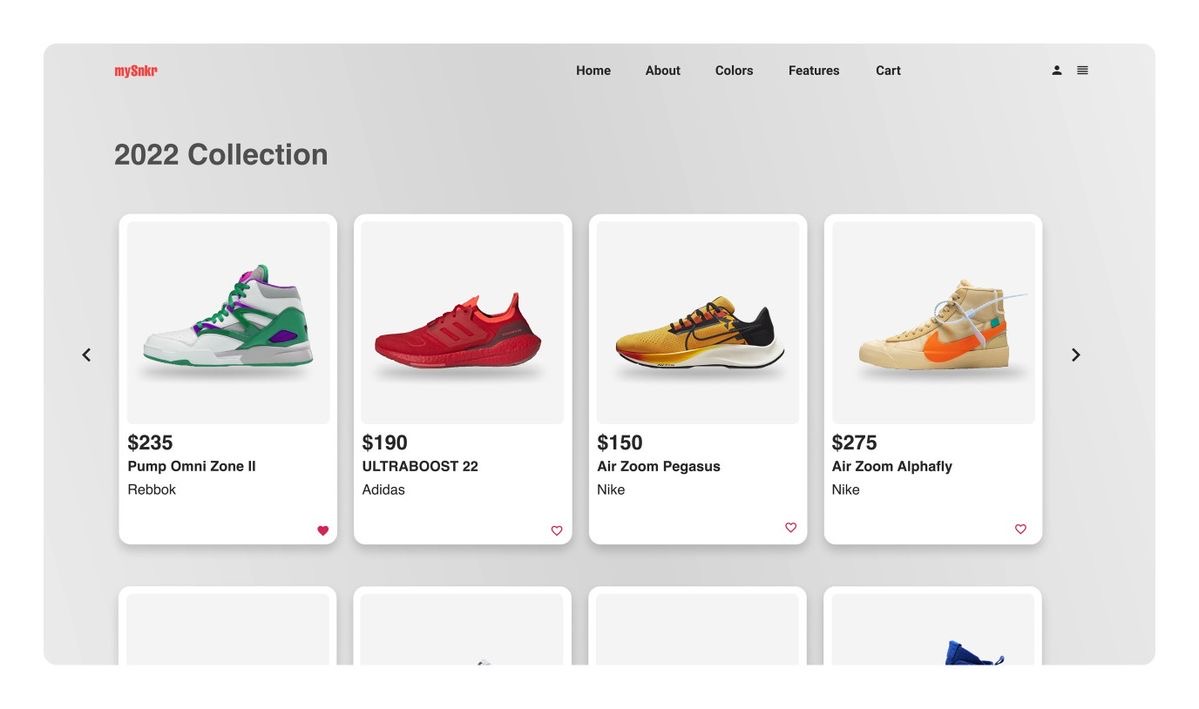 mySnkr
Home About Colors Features Cart
2022 Collection
$235
Pump Omni Zone II
Rebbok
$190
ULTRABOOST 22
Adidas
$150
Air Zoom Pegasus
Nike
$275
Air Zoom Alphafly
Nike